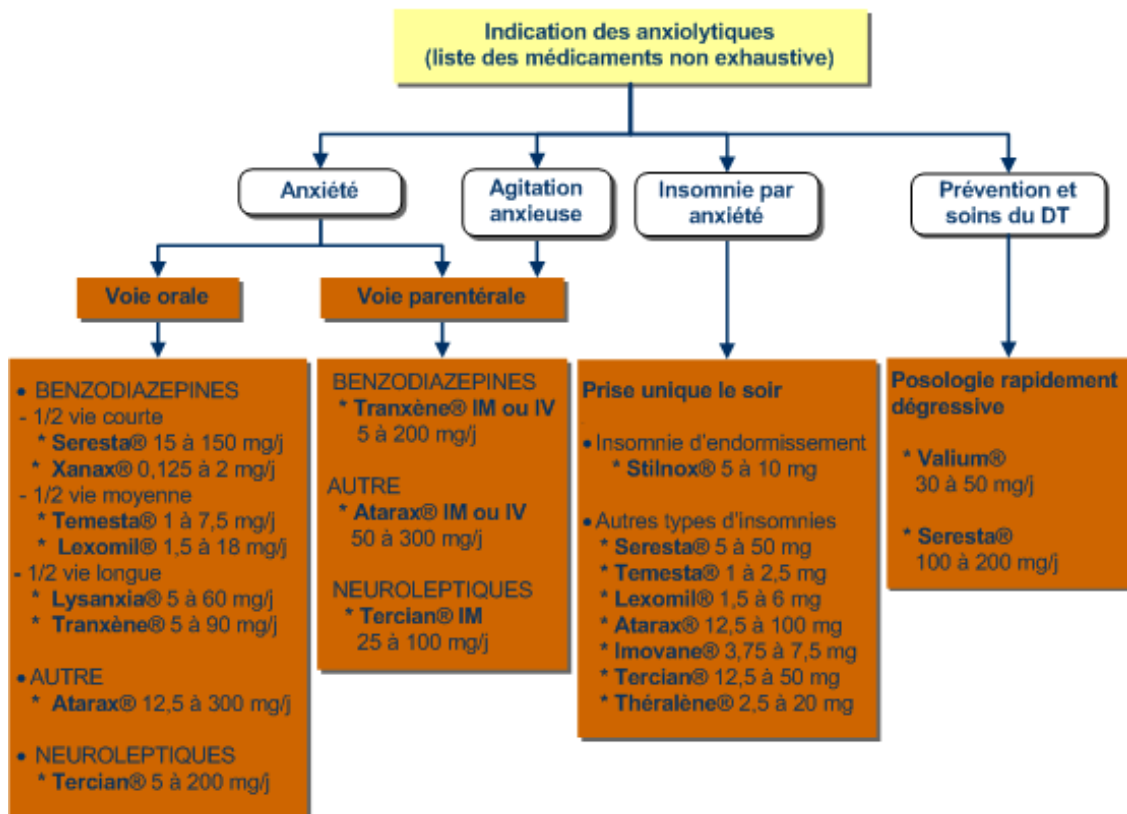 Indication des anxiolytiques
(liste des médicaments non exhaustive)
Anxiété
Agitation
anxieuse
Insomnie par
anxiété
Prévention et
soins du DT
Voie orale
Voie parentérale
• BENZODIAZEPINES
- 1/2 vie courte
* Seresta® 15 à 150 mg/j
* Xanax® 0,125 à 2 mg/j
- 1/2 vie moyenne
* Temesta® 1 à 7,5 mg/j
* Lexomil® 1,5 à 18 mg/j
- 1/2 vie longue
* Lysanxia® 5 à 60 mg/j
* Tranxène® 5 à 90 mg/j
• AUTRE
* Atarax® 12,5 à 300 mg/j
• NEUROLEPTIQUES
* Tercian® 5 à 200 mg/j
BENZODIAZEPINES
* Tranxène® IM ou IV
5 à 200 mg/j
AUTRE
* Atarax® IM ou IV
50 à 300 mg/j
NEUROLEPTIQUES
* Tercian® IM
25 à 100 mg/j
Prise unique le soir
• Insomnie d'endormissement
* Stilnox® 5 à 10 mg
• Autres types d'insomnies
* Seresta® 5 à 50 mg
* Temesta® 1 à 2,5 mg
* Lexomil® 1,5 à 6 mg
* Atarax® 12,5 à 100 mg
* Imovane® 3,75 à 7,5 mg
* Tercian® 12,5 à 50 mg
* Théralène® 2,5 à 20 mg
Posologie rapidement
dégressive
* Valium®
30 à 50 mg/j
* Seresta®
100 à 200 mg/j